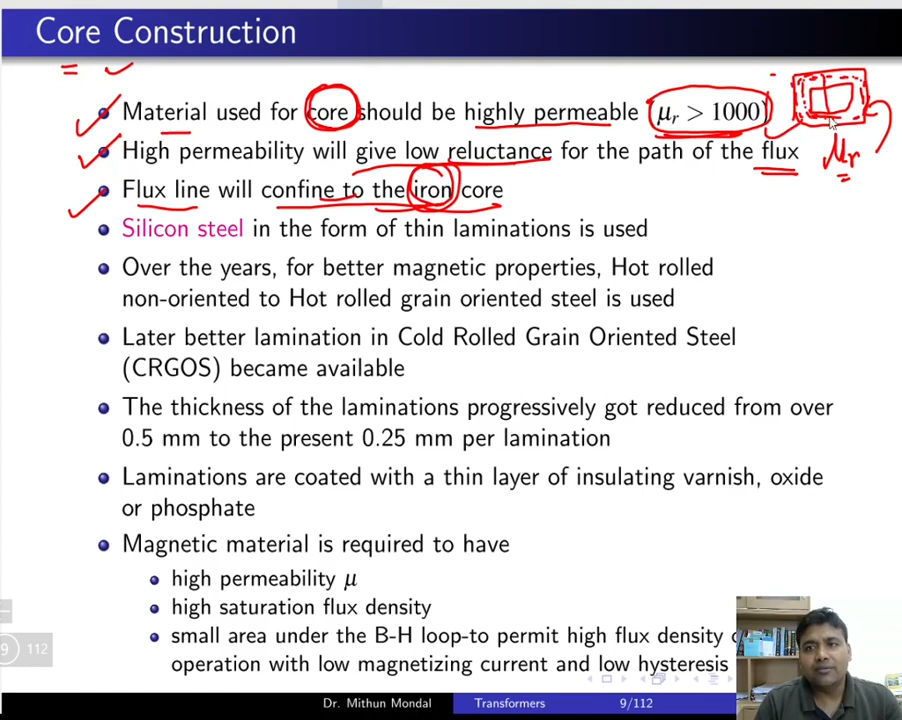 Core Construction
Material used for core should be highly permeable (μr > 1000)
High permeability will give low reluctance for the path of the flux
μr
Flux line will confine to the iron core
Silicon steel in the form of thin laminations is used
Over the years, for better magnetic properties, Hot rolled
non-oriented to Hot rolled grain oriented steel is used
Later better lamination in Cold Rolled Grain Oriented Steel
(CRGOS) became available
The thickness of the laminations progressively got reduced from over
0.5 mm to the present 0.25 mm per lamination
Laminations are coated with a thin layer of insulating varnish, oxide
or phosphate
Magnetic material is required to have
high permeability μ
high saturation flux density
small area under the B-H loop-to permit high flux density
operation with low magnetizing current and low hysteresis
9 112
Dr. Mithun Mondal Transformers 9/112